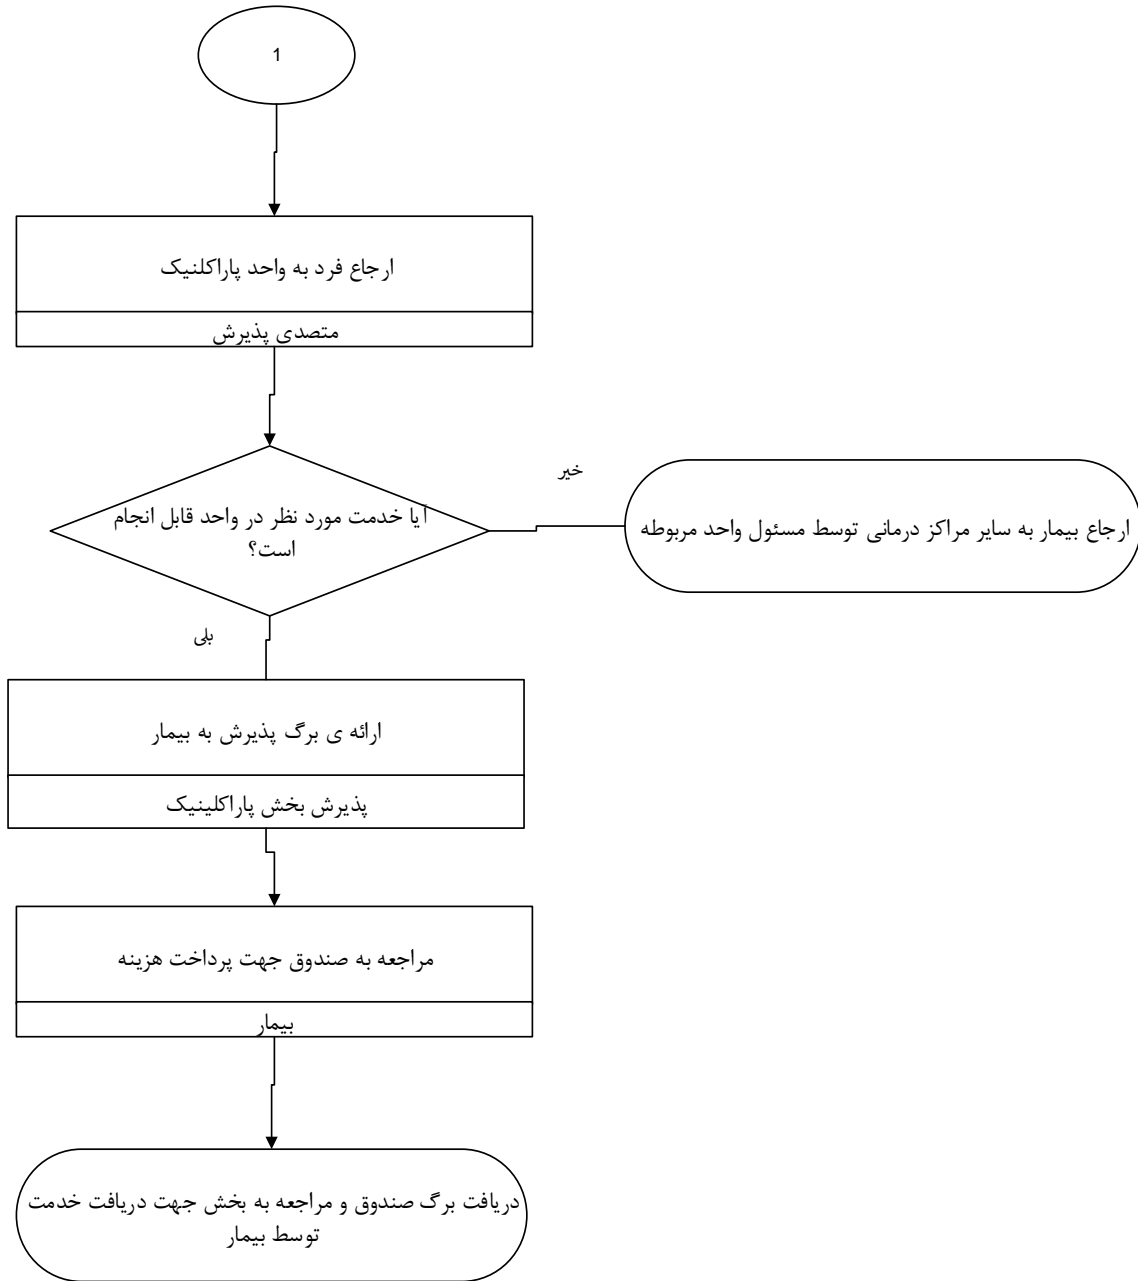 1
ارجاع فرد به واحد پاراکلنیک
متصدی پذیرش
آیا خدمت مورد نظر در واحد قابل انجام
است؟
خیر
ارجاع بیمار به سایر مراکز درمانی توسط مسئول واحد مربوطه
بلی
ارائه ی برگ پذیرش به بیمار
پذیرش بخش پاراکلینیک
مراجعه به صندوق جهت پرداخت هزینه
بیمار
دریافت برگ صندوق و مراجعه به بخش جهت دریافت خدمت
توسط بیمار